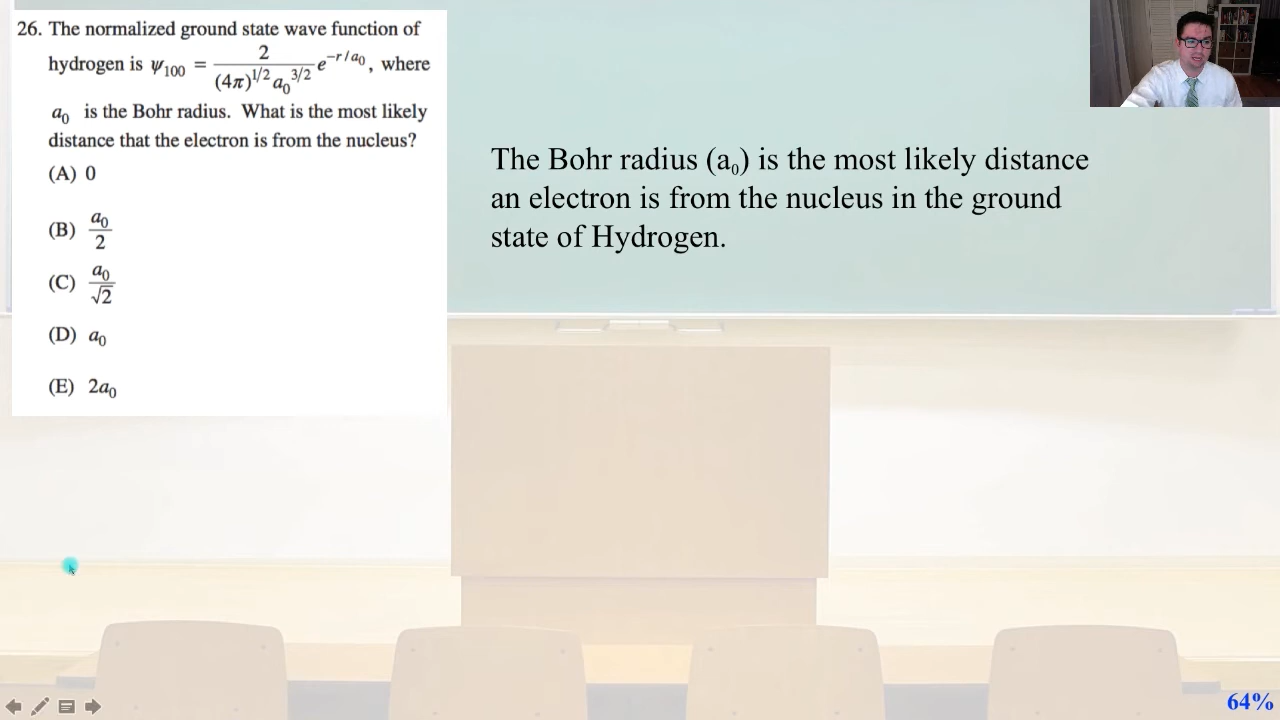 26. The normalized ground state wave function of
hydrogen is ψ₁₀₀ = 2/((4π)^{1/2} a₀^{3/2}) e^{-r/a₀}, where
a₀ is the Bohr radius. What is the most likely
distance that the electron is from the nucleus?
(A) 0
(B) a₀/2
(C) a₀/√2
(D) a₀
(E) 2a₀
The Bohr radius (a₀) is the most likely distance
an electron is from the nucleus in the ground
state of Hydrogen.
64%